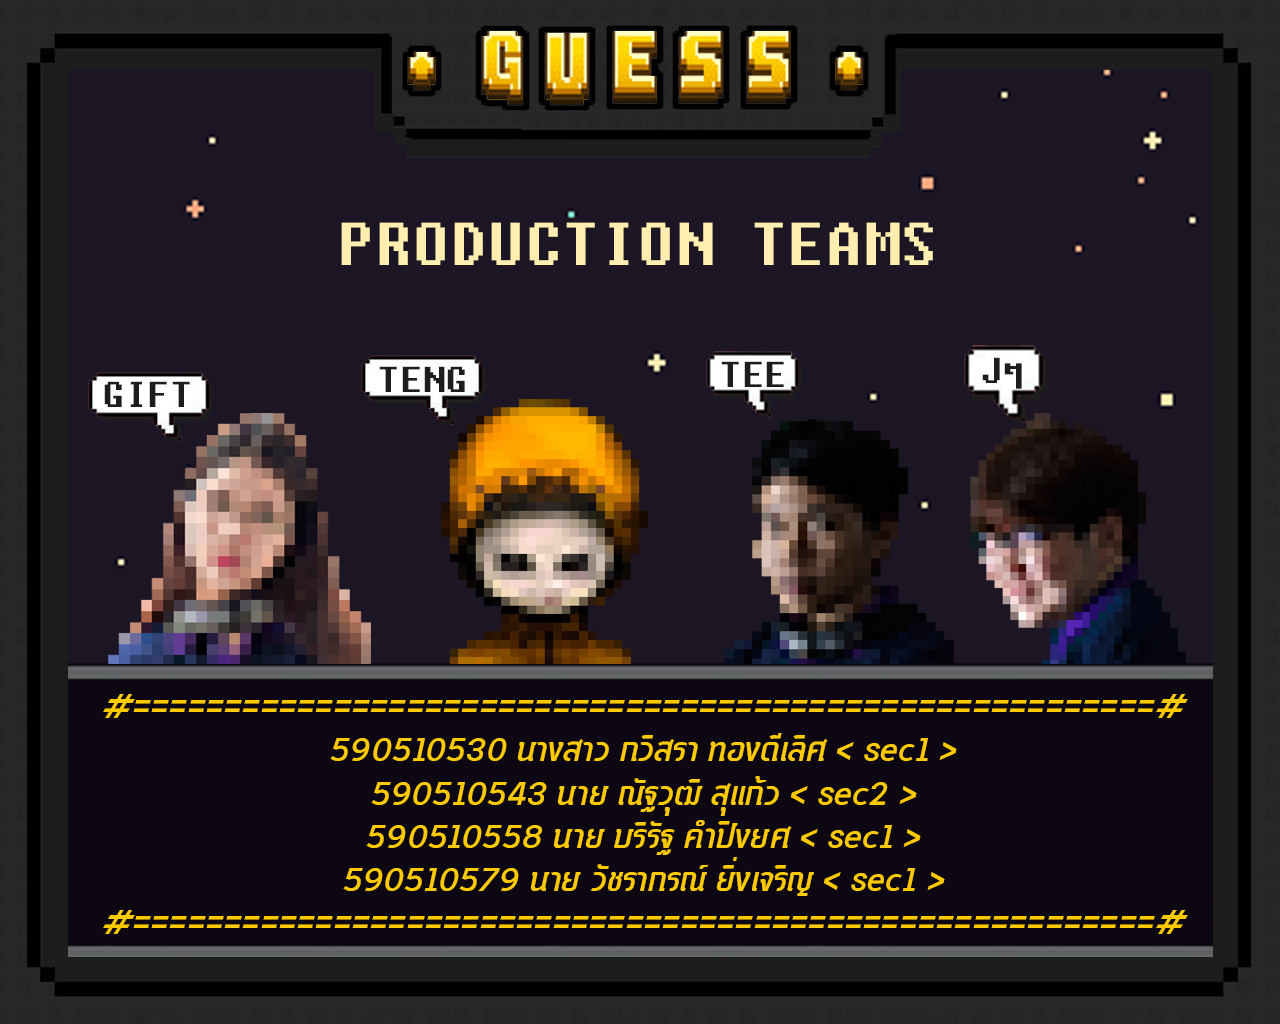 GUESS
PRODUCTION TEAMS
GIFT
TENG
TEE
Jๆ
#=========================================================#
590510530 นางสาว กวิสรา ทองดีเลิศ < sec1 >
590510543 นาย ณัฐวุฒิ สุแก้ว < sec2 >
590510558 นาย บริรัฐ คำปิงยศ < sec1 >
590510579 นาย วัชรากรณ์ ยิ่งเจริญ < sec1 >
#=========================================================#